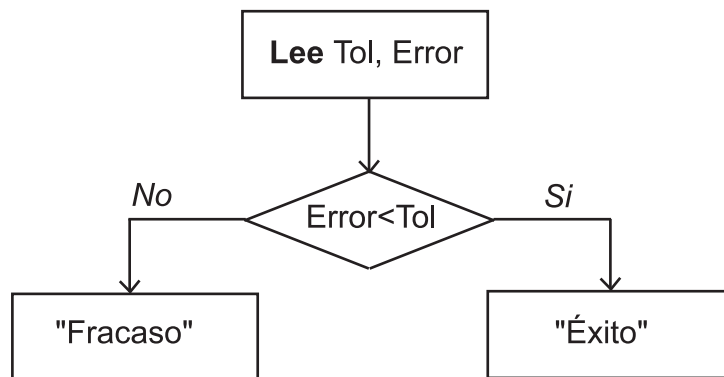 Lee Tol, Error
No
Error<Tol
Si
"Fracaso"
"Éxito"